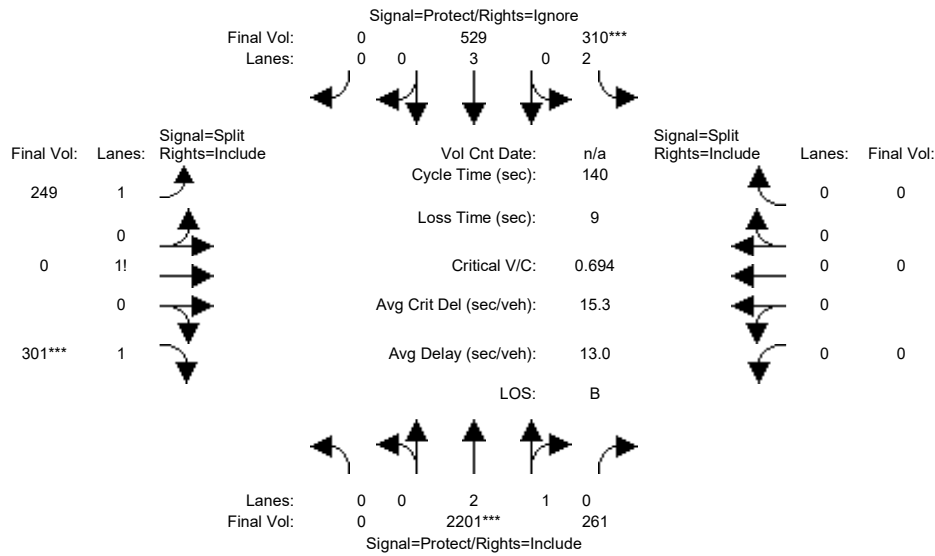 Signal=Protect/Rights=Ignore
Final Vol: 0 529 310***
Lanes: 0 0 3 0 2
Signal=Split
Final Vol: Lanes: Rights=Include
249 1
0
0 1!
0
301*** 1
Vol Cnt Date: n/a
Cycle Time (sec): 140
Loss Time (sec): 9
Critical V/C: 0.694
Avg Crit Del (sec/veh): 15.3
Avg Delay (sec/veh): 13.0
LOS: B
Signal=Split
Rights=Include Lanes: Final Vol:
0 0
0
0 0
0
0 0
Lanes: 0 0 2 1 0
Final Vol: 0 2201*** 261
Signal=Protect/Rights=Include